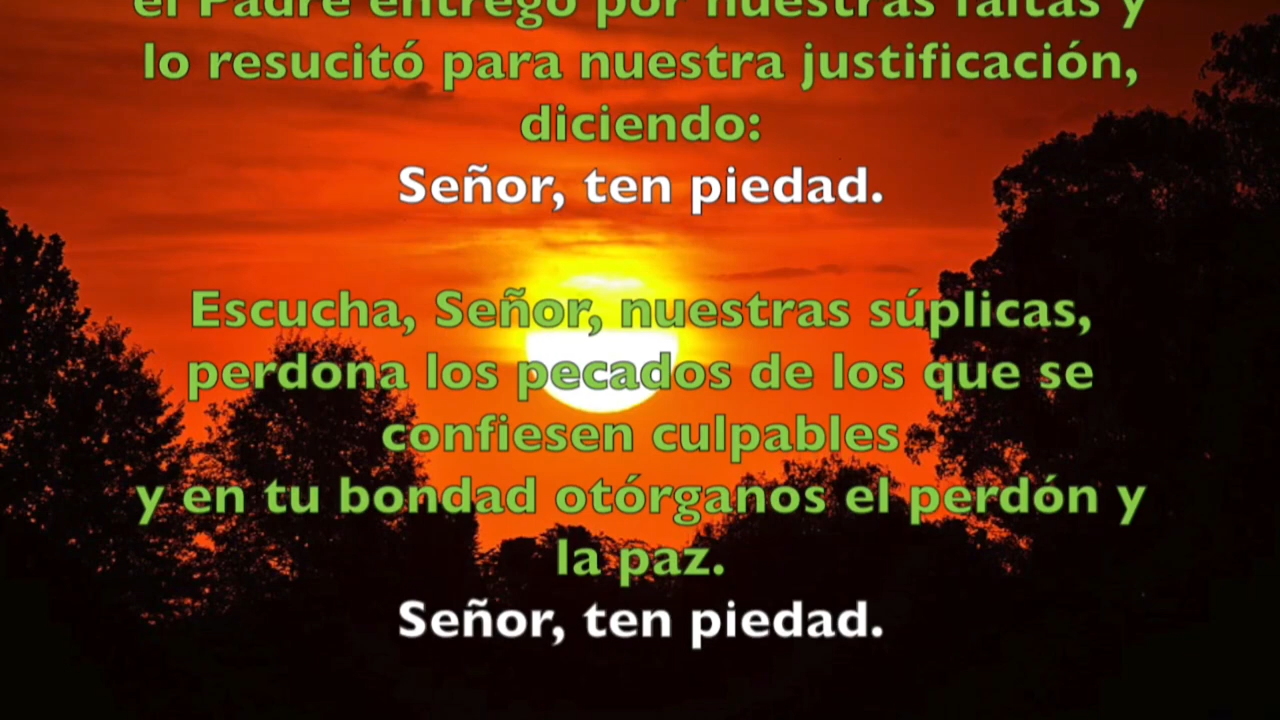 el Padre entregó por nuestras faltas y
lo resucitó para nuestra justificación,
diciendo:
Señor, ten piedad.
Escucha, Señor, nuestras súplicas,
perdona los pecados de los que se
confiesen culpables
y en tu bondad otórganos el perdón y
la paz.
Señor, ten piedad.